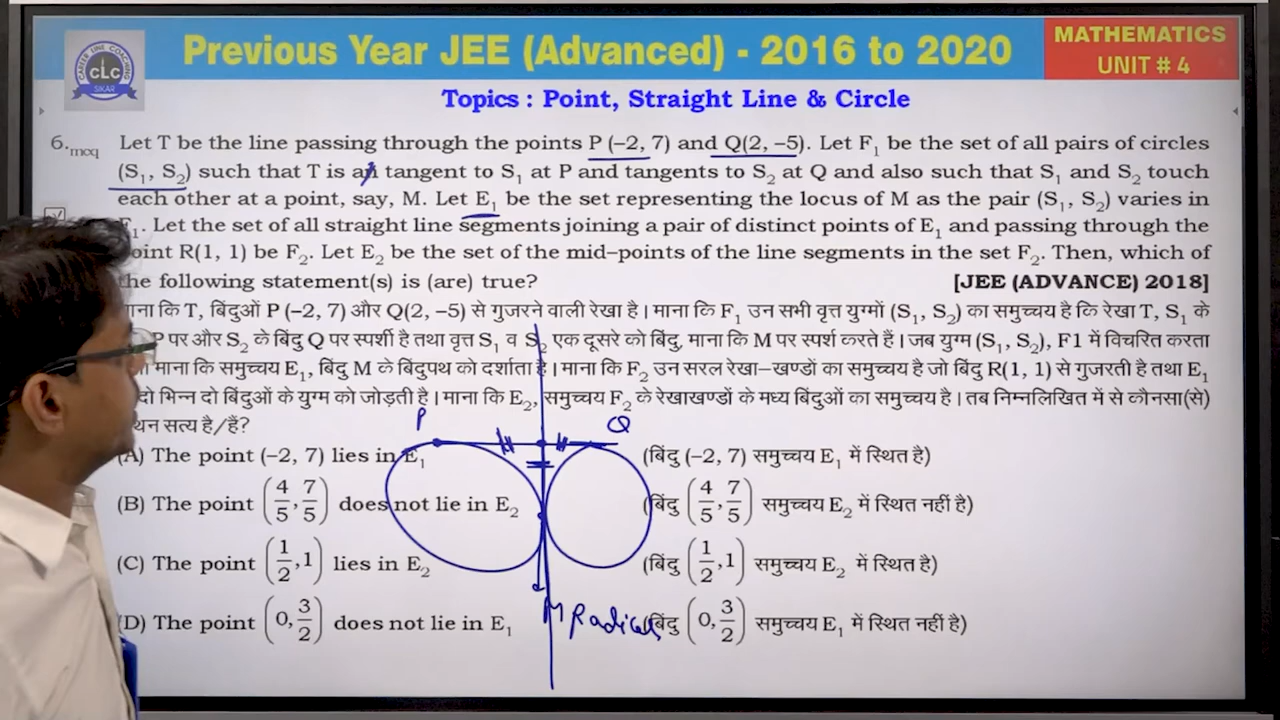 Previous Year JEE (Advanced) - 2016 to 2020
MATHEMATICS
UNIT # 4
CLC
SIKAR
Topics : Point, Straight Line & Circle
6.mcq Let T be the line passing through the points P (–2, 7) and Q(2, –5). Let F₁ be the set of all pairs of circles
(S₁, S₂) such that T is an tangent to S₁ at P and tangents to S₂ at Q and also such that S₁ and S₂ touch
each other at a point, say, M. Let E₁ be the set representing the locus of M as the pair (S₁, S₂) varies in
₁. Let the set of all straight line segments joining a pair of distinct points of E₁ and passing through the
oint R(1, 1) be F₂. Let E₂ be the set of the mid–points of the line segments in the set F₂. Then, which of
he following statement(s) is (are) true? [JEE (ADVANCE) 2018]
कि T, बिंदुओं P (–2, 7) और Q(2, –5) से गुजरने वाली रेखा है। माना कि F₁ उन सभी वृत्त युग्मों (S₁, S₂) का समुच्चय है कि रेखा T, S₁ के
P पर और S₂ के बिंदु Q पर स्पर्शी है तथा वृत्त S₁ व S₂ एक दूसरे को बिंदु, माना कि M पर स्पर्श करते हैं। जब युग्म (S₁, S₂), F1 में विचरित करता
माना कि समुच्चय E₁, बिंदु M के बिंदुपथ को दर्शाता है। माना कि F₂ उन सरल रेखा–खण्डों का समुच्चय है जो बिंदु R(1, 1) से गुजरती है तथा E₁
दो भिन्न दो बिंदुओं के युग्म को जोड़ती है। माना कि E₂, समुच्चय F₂ के रेखाखण्डों के मध्य बिंदुओं का समुच्चय है। तब निम्नलिखित में से कौनसा(से)
सत्य है/हैं?
P Q
(A) The point (–2, 7) lies in E₁ (बिंदु (–2, 7) समुच्चय E₁ में स्थित है)
(B) The point (4/5, 7/5) does not lie in E₂ (बिंदु (4/5, 7/5) समुच्चय E₂ में स्थित नहीं है)
(C) The point (1/2, 1) lies in E₂ (बिंदु (1/2, 1) समुच्चय E₂ में स्थित है)
M Radical
(D) The point (0, 3/2) does not lie in E₁ (बिंदु (0, 3/2) समुच्चय E₁ में स्थित नहीं है)